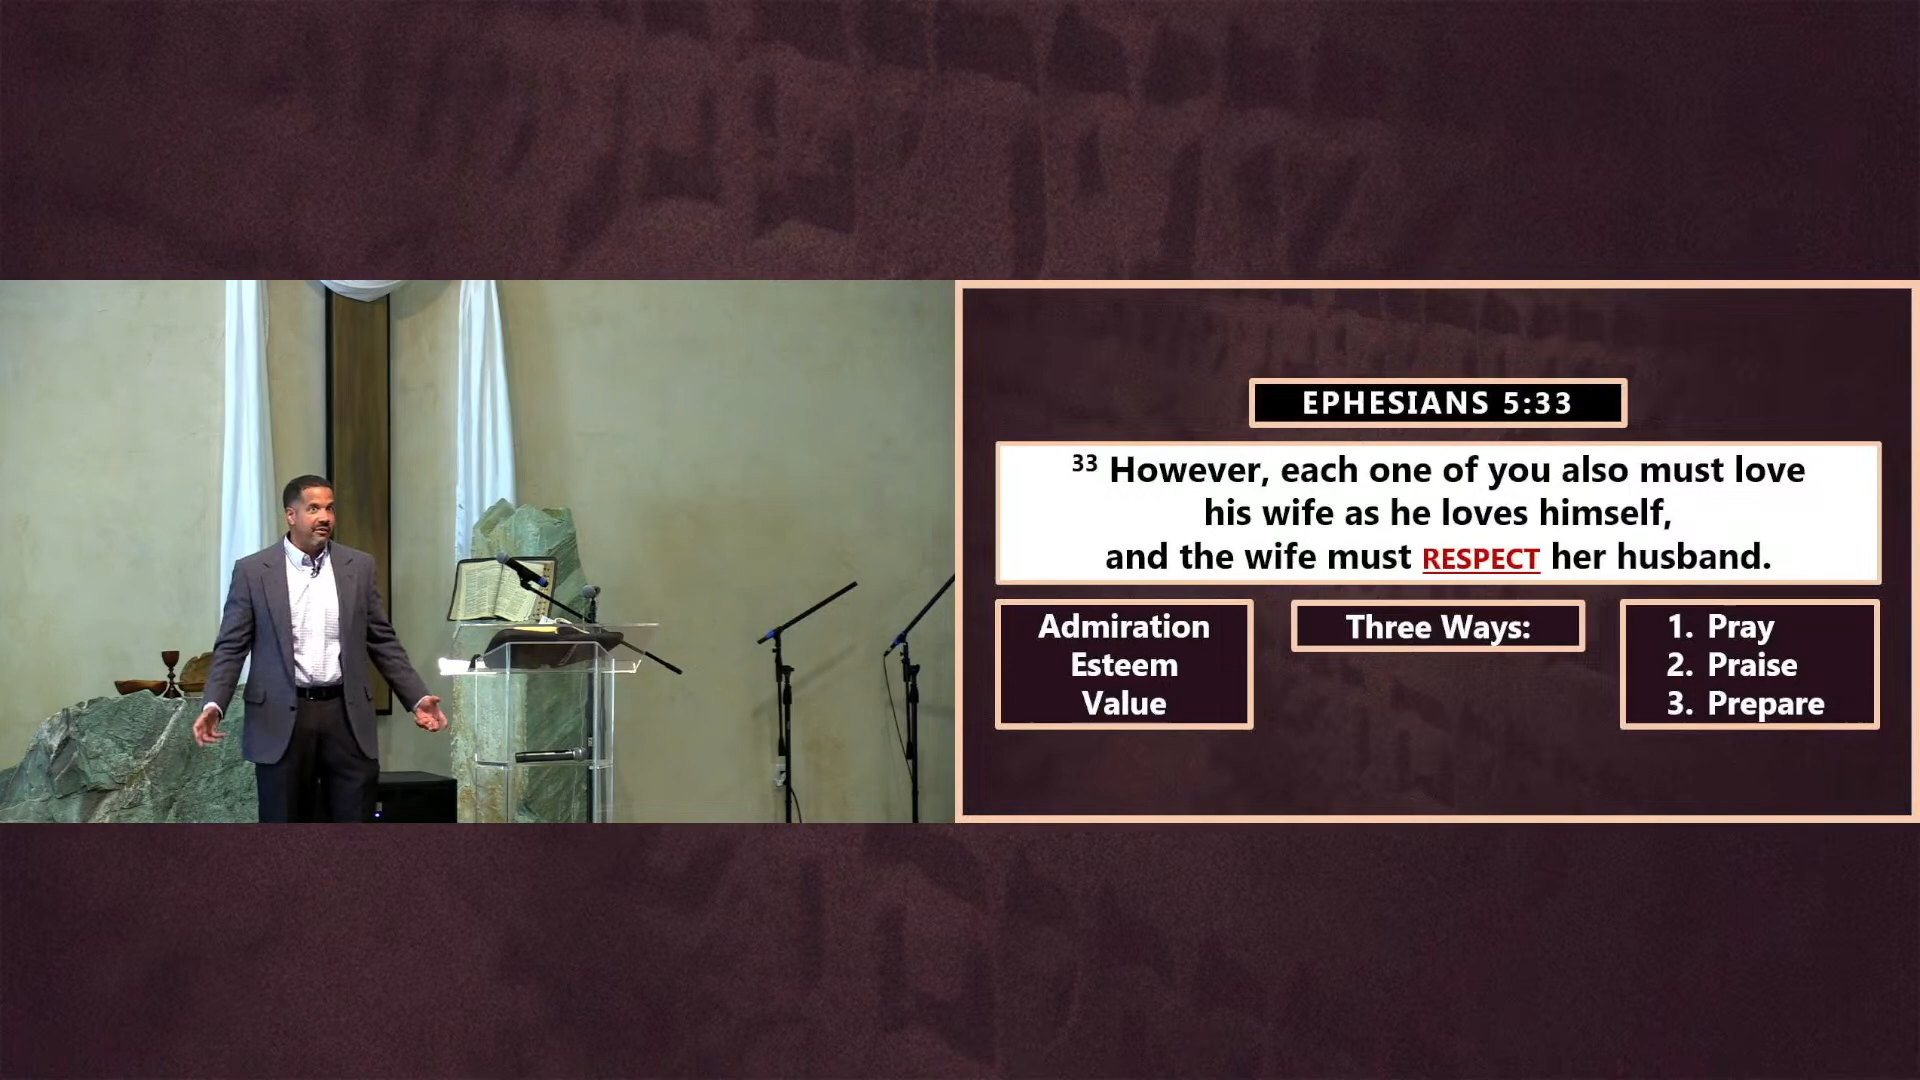 EPHESIANS 5:33
33 However, each one of you also must love
his wife as he loves himself,
and the wife must RESPECT her husband.
Admiration
Esteem
Value
Three Ways:
1. Pray
2. Praise
3. Prepare